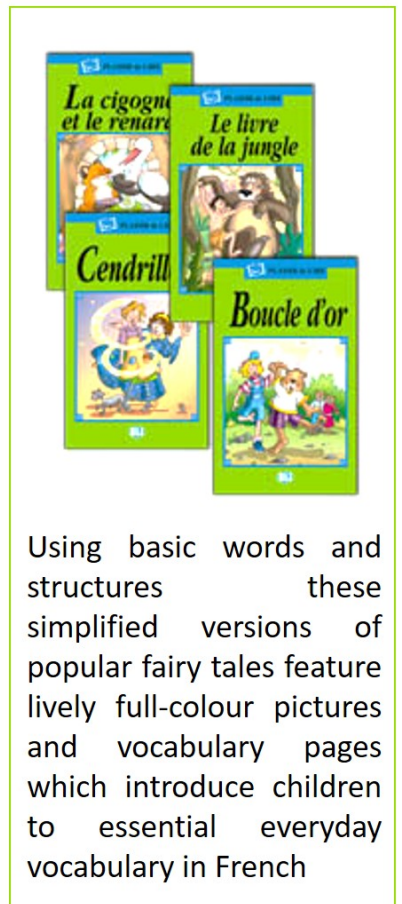 La cigogne
et le renard
Le livre
de la jungle
Cendrill
Boucle d'or
Using basic words and
structures these
simplified versions of
popular fairy tales feature
lively full-colour pictures
and vocabulary pages
which introduce children
to essential everyday
vocabulary in French